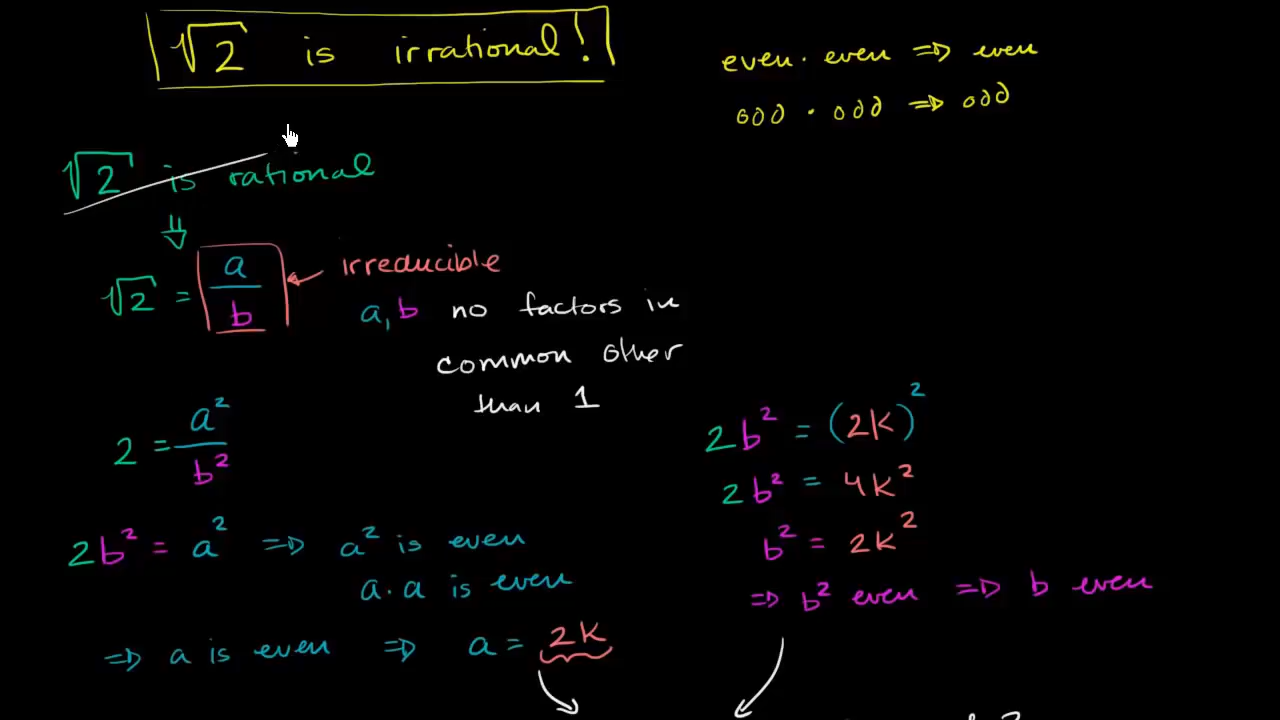 √2 is irrational!
even · even ⇒ even
odd · odd ⇒ odd
√2 is rational
⇓
√2 = a/b ← irreducible
a, b no factors in
common other
than 1
2 = a²/b²
2b² = a² ⇒ a² is even
a · a is even
⇒ a is even ⇒ a = 2k
2b² = (2k)²
2b² = 4k²
b² = 2k²
⇒ b² even ⇒ b even